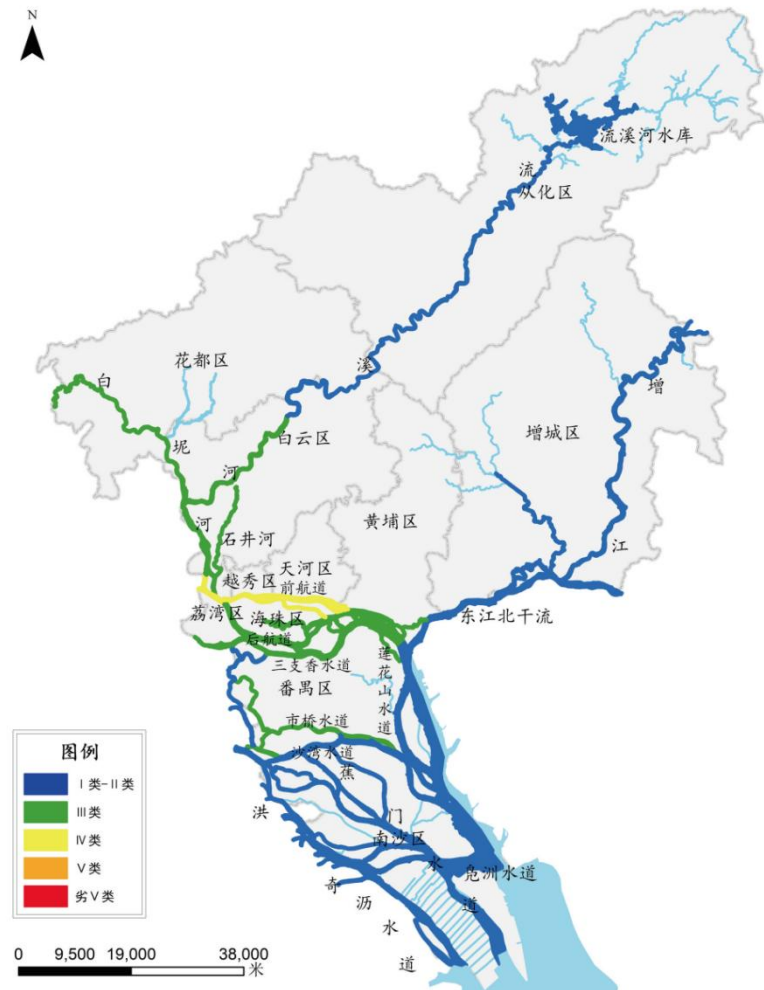 N
流溪河水库
流
从化区
溪
花都区
白
坭
河
白云区
河
石井河
增
增城区
江
黄埔区
天河区
越秀区
前航道
荔湾区
海珠区
后航道
东江北干流
三支香水道
番禺区
莲花山水道
市桥水道
沙湾水道
蕉
门
水
道
洪
奇
沥
水
道
南沙区
凫洲水道
图例
Ⅰ类-Ⅱ类
Ⅲ类
Ⅳ类
Ⅴ类
劣Ⅴ类
0 9,500 19,000 38,000
米